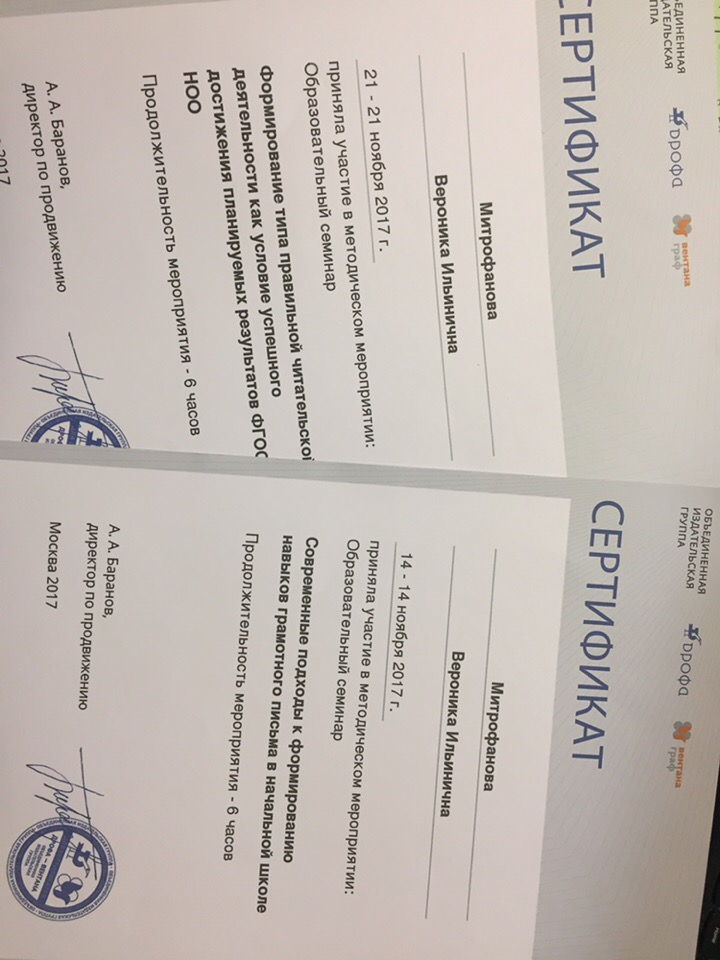 ЕДИНЕННАЯ
ДАТЕЛЬСКАЯ
ППА
дрофа
вентана
граф
СЕРТИФИКАТ
Митрофанова
Вероника Ильинична
21 - 21 ноября 2017 г.
приняла участие в методическом мероприятии:
Образовательный семинар
формирование типа правильной читательской
деятельности как условие успешного
достижения планируемых результатов ФГОС
НОО
Продолжительность мероприятия - 6 часов
А. А. Баранов,
директор по продвижению
2017
ОБЪЕДИНЕННАЯ
ИЗДАТЕЛЬСКАЯ
ГРУППА
дрофа
вентана
граф
СЕРТИФИКАТ
Митрофанова
Вероника Ильинична
14 - 14 ноября 2017 г.
приняла участие в методическом мероприятии:
Образовательный семинар
Современные подходы к формированию
навыков грамотного письма в начальной школе
Продолжительность мероприятия - 6 часов
А. А. Баранов,
директор по продвижению
Москва 2017
ДРОФА - ВЕНТАНА